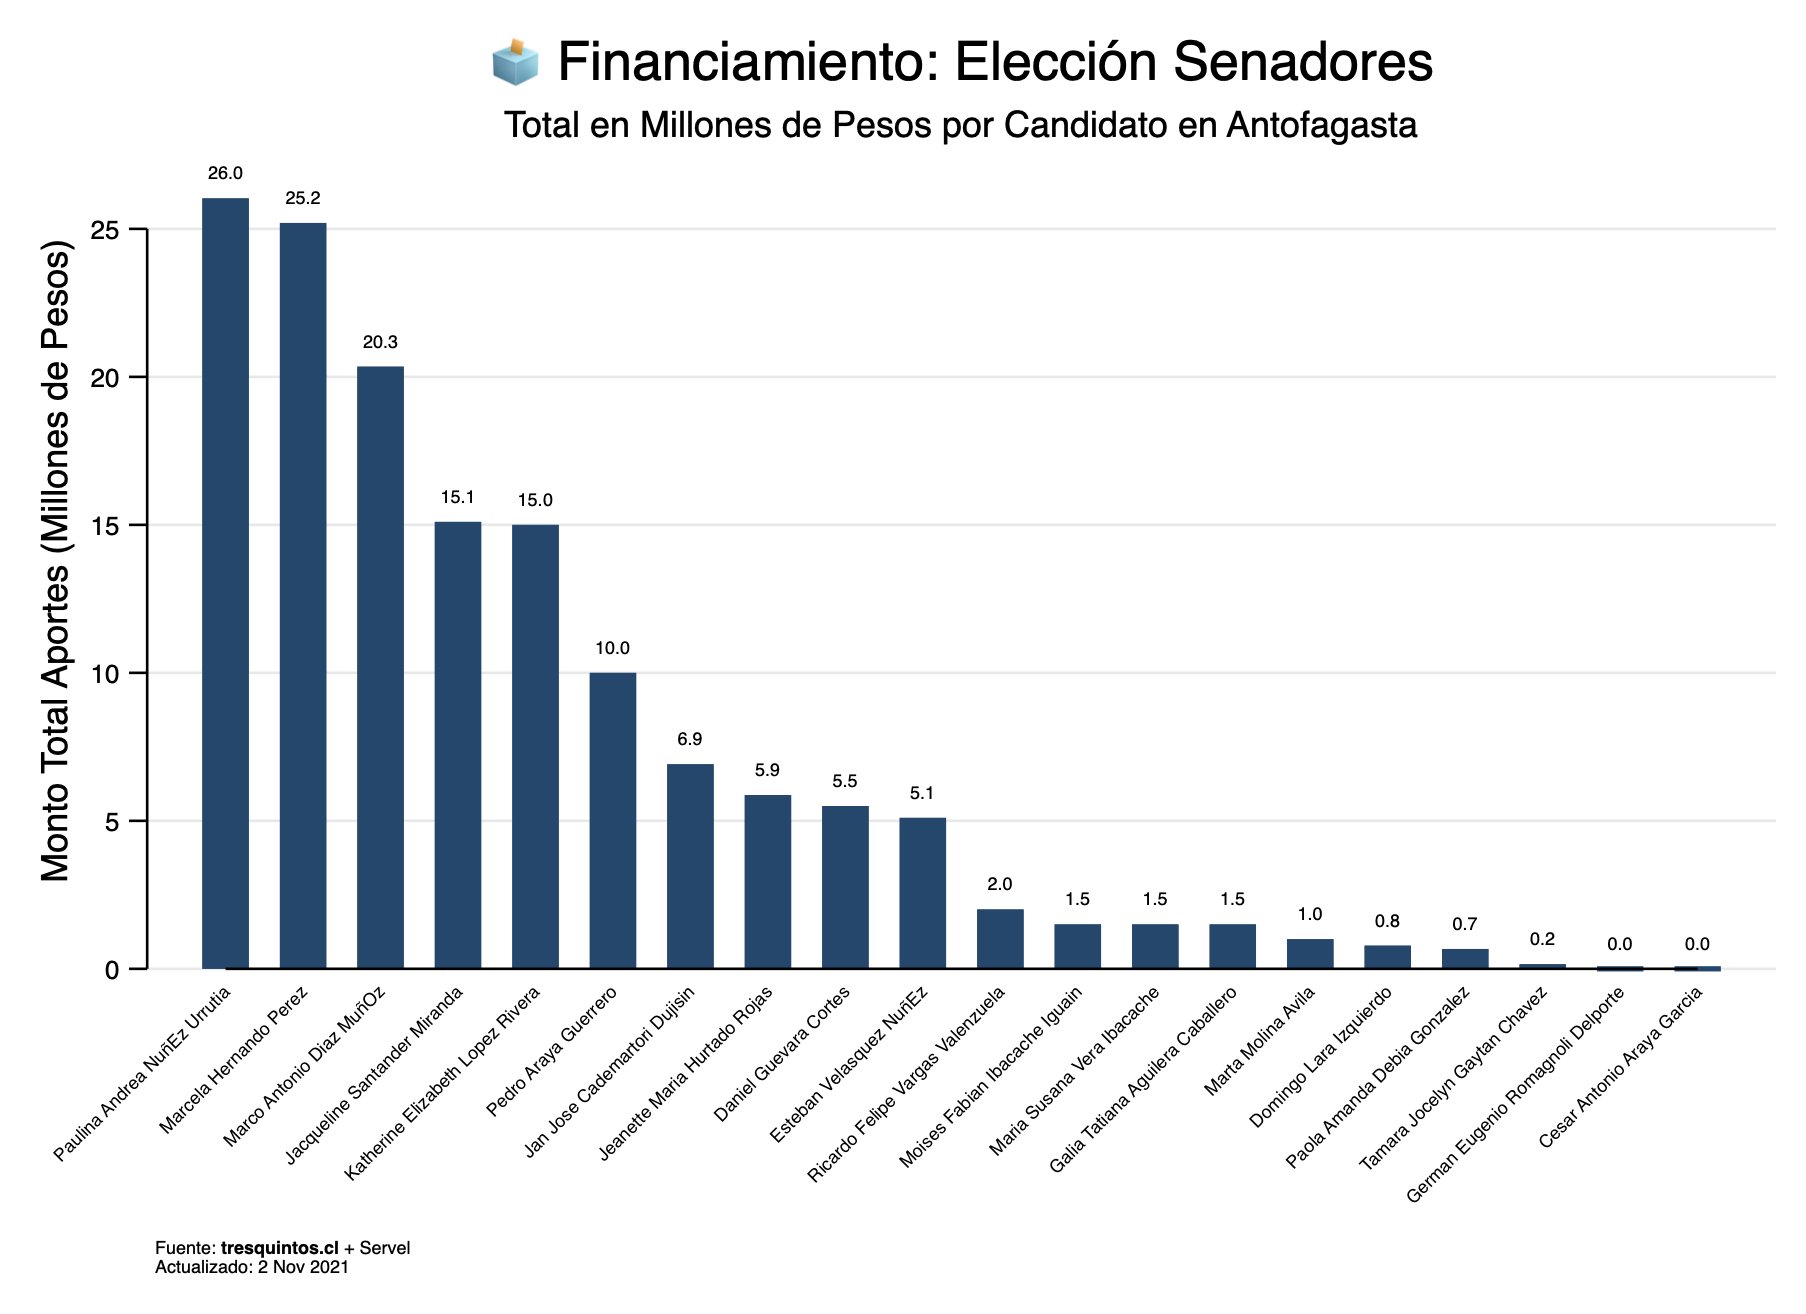 Financiamiento: Elección Senadores
Total en Millones de Pesos por Candidato en Antofagasta
Monto Total Aportes (Millones de Pesos)
25
20
15
10
5
0
26.0
25.2
20.3
15.1
15.0
10.0
6.9
5.9
5.5
5.1
2.0
1.5
1.5
1.5
1.0
0.8
0.7
0.2
0.0
0.0
Paulina Andrea NuñEz Urrutia
Marcela Hernando Perez
Marco Antonio Diaz MuñOz
Jacqueline Santander Miranda
Katherine Elizabeth Lopez Rivera
Pedro Araya Guerrero
Jan Jose Cademartori Dujisin
Jeanette Maria Hurtado Rojas
Daniel Guevara Cortes
Esteban Velasquez NuñEz
Ricardo Felipe Vargas Valenzuela
Moises Fabian Ibacache Iguain
Maria Susana Vera Ibacache
Galia Tatiana Aguilera Caballero
Marta Molina Avila
Domingo Lara Izquierdo
Paola Amanda Debia Gonzalez
Tamara Jocelyn Gaytan Chavez
German Eugenio Romagnoli Delporte
Cesar Antonio Araya Garcia
Fuente: tresquintos.cl + Servel
Actualizado: 2 Nov 2021